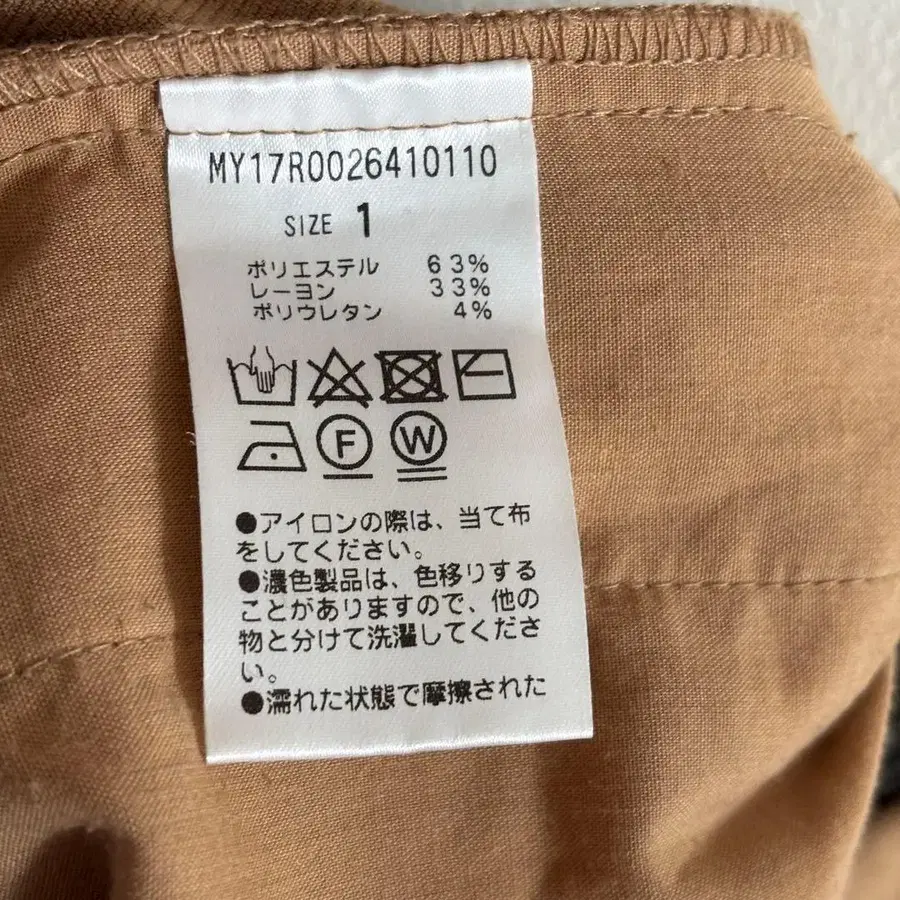 MY17R0026410110
SIZE 1
ポリエステル 63%
レーヨン 33%
ポリウレタン 4%
F W
●アイロンの際は、当て布
をしてください。
●濃色製品は、色移りする
ことがありますので、他の
物と分けて洗濯してくださ
い。
●濡れた状態で摩擦された